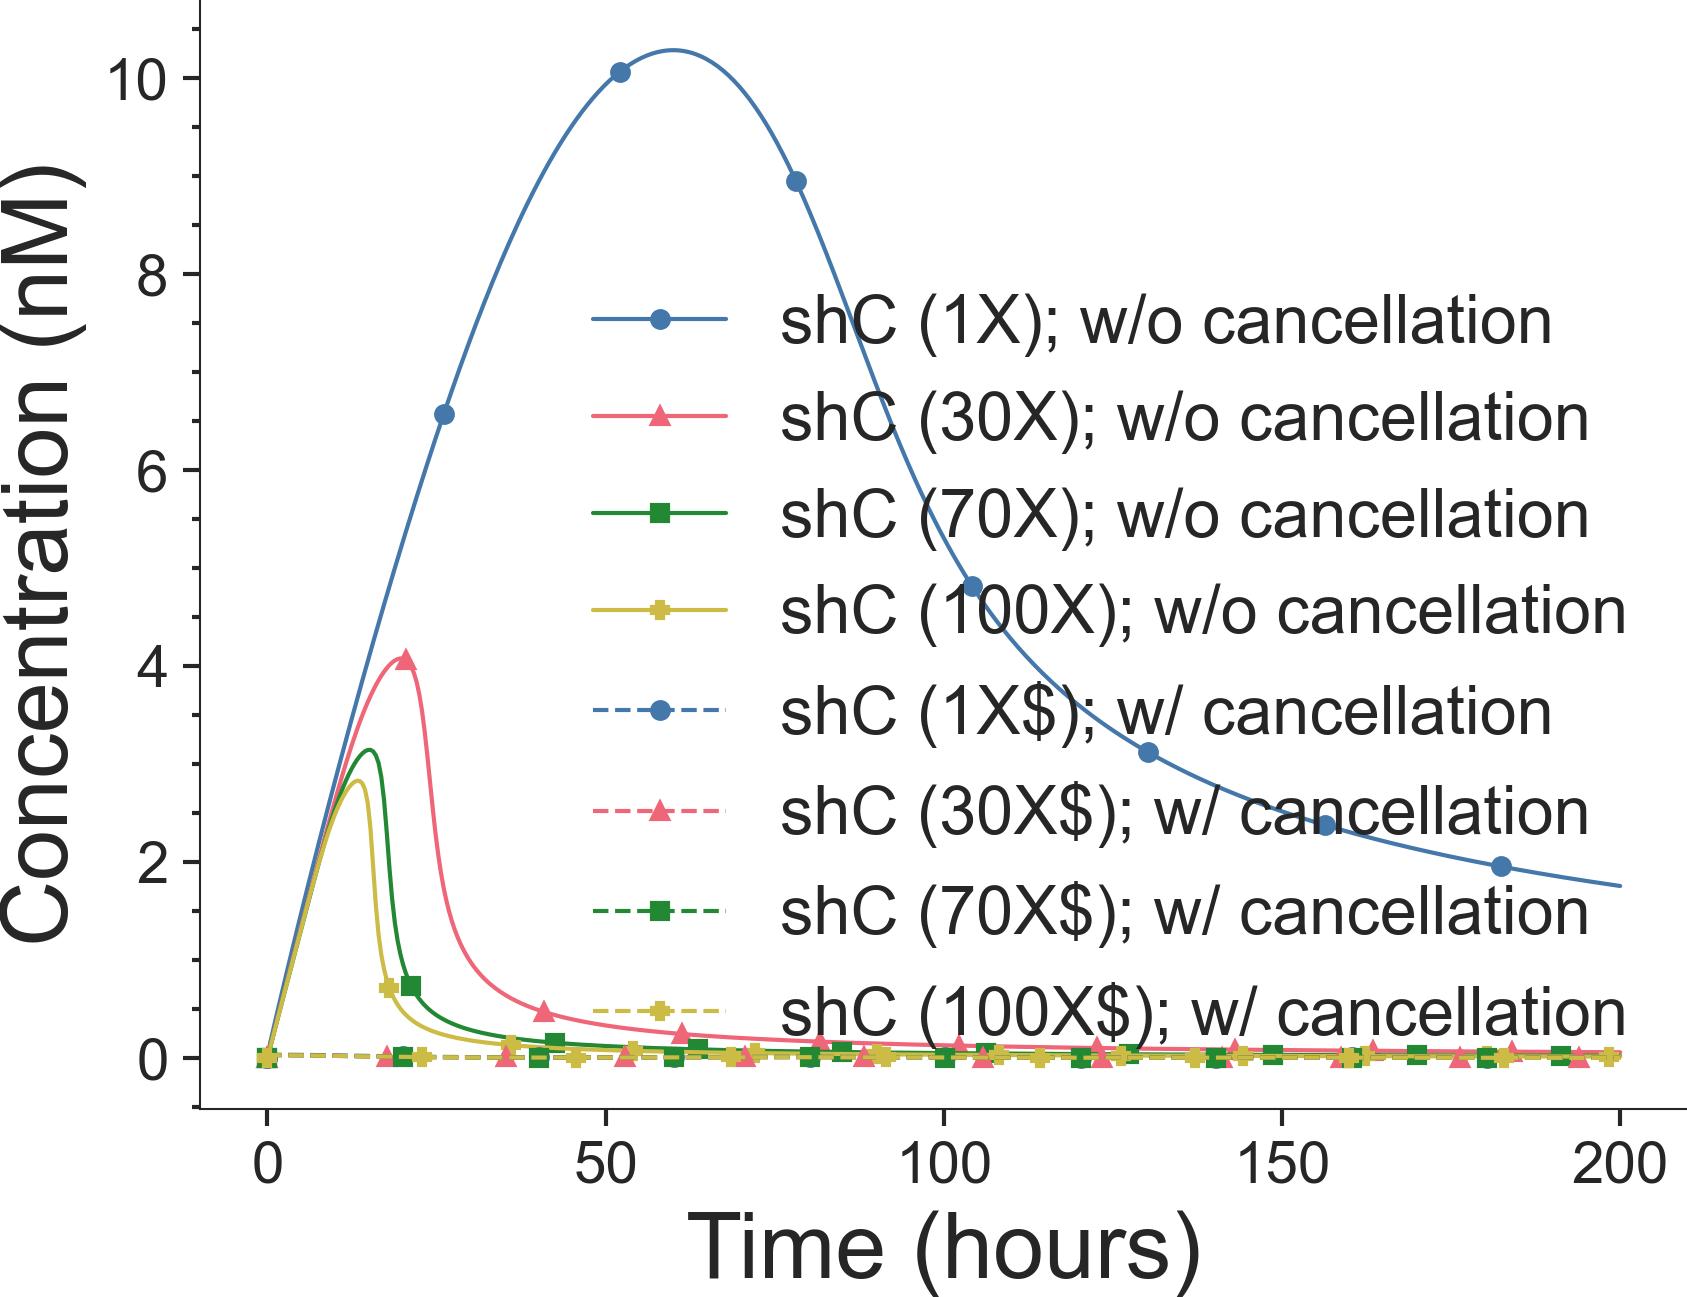 Concentration (nM)
10
8
6
4
2
0
shC (1X); w/o cancellation
shC (30X); w/o cancellation
shC (70X); w/o cancellation
shC (100X); w/o cancellation
shC (1X$); w/ cancellation
shC (30X$); w/ cancellation
shC (70X$); w/ cancellation
shC (100X$); w/ cancellation
0 50 100 150 200
Time (hours)